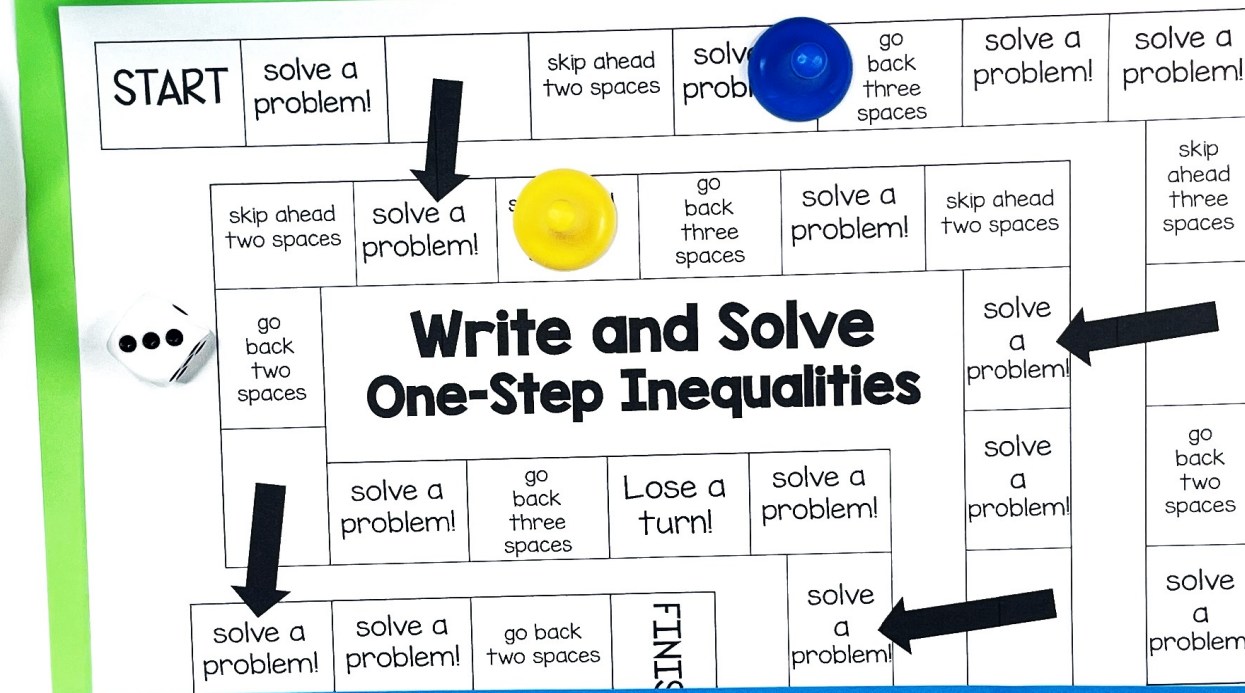 START
solve a
problem!
skip ahead
two spaces
go
back
three
spaces
solve a
problem!
solve a
problem!
skip
ahead
three
spaces
skip ahead
two spaces
solve a
problem!
go
back
three
spaces
solve a
problem!
skip ahead
two spaces
go
back
two
spaces
Write and Solve
One-Step Inequalities
solve
a
problem!
solve
a
problem!
go
back
two
spaces
solve a
problem!
go
back
three
spaces
Lose a
turn!
solve a
problem!
solve
a
problem!
solve
a
problem
solve a
problem!
solve a
problem!
go back
two spaces